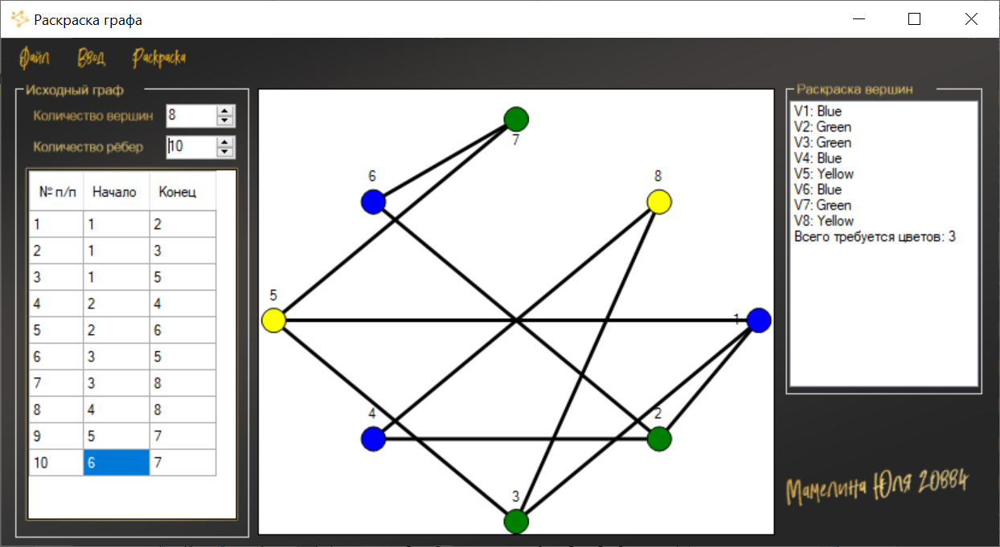 Раскраска графа
Файл Ввод Раскраска
Исходный граф
Количество вершин 8
Количество рёбер 10
№ п/п Начало Конец
1 1 2
2 1 3
3 1 5
4 2 4
5 2 6
6 3 5
7 3 8
8 4 8
9 5 7
10 6 7
7
6
8
5
1
4
2
3
Раскраска вершин
V1: Blue
V2: Green
V3: Green
V4: Blue
V5: Yellow
V6: Blue
V7: Green
V8: Yellow
Всего требуется цветов: 3
Мамелина Юля 20884